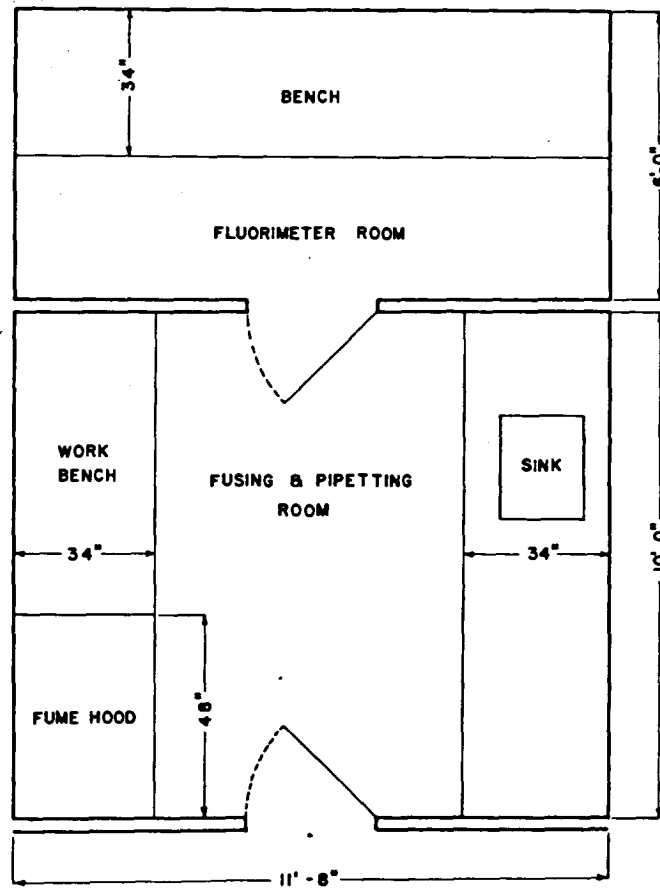 34"
BENCH
6'-0"
FLUORIMETER ROOM
WORK
BENCH
FUSING & PIPETTING
ROOM
SINK
34"
34"
10'-0"
FUME HOOD
48"
11'-8"